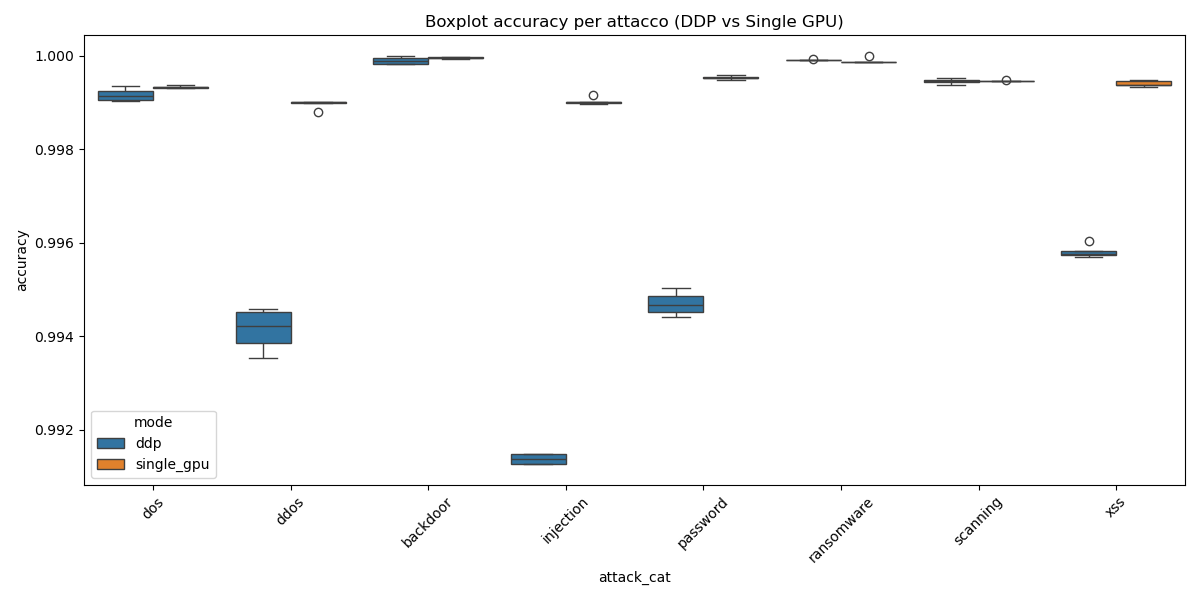 Boxplot accuracy per attacco (DDP vs Single GPU)
1.000
0.998
0.996
0.994
0.992
accuracy
mode
ddp
single_gpu
dos
ddos
backdoor
injection
password
ransomware
scanning
xss
attack_cat